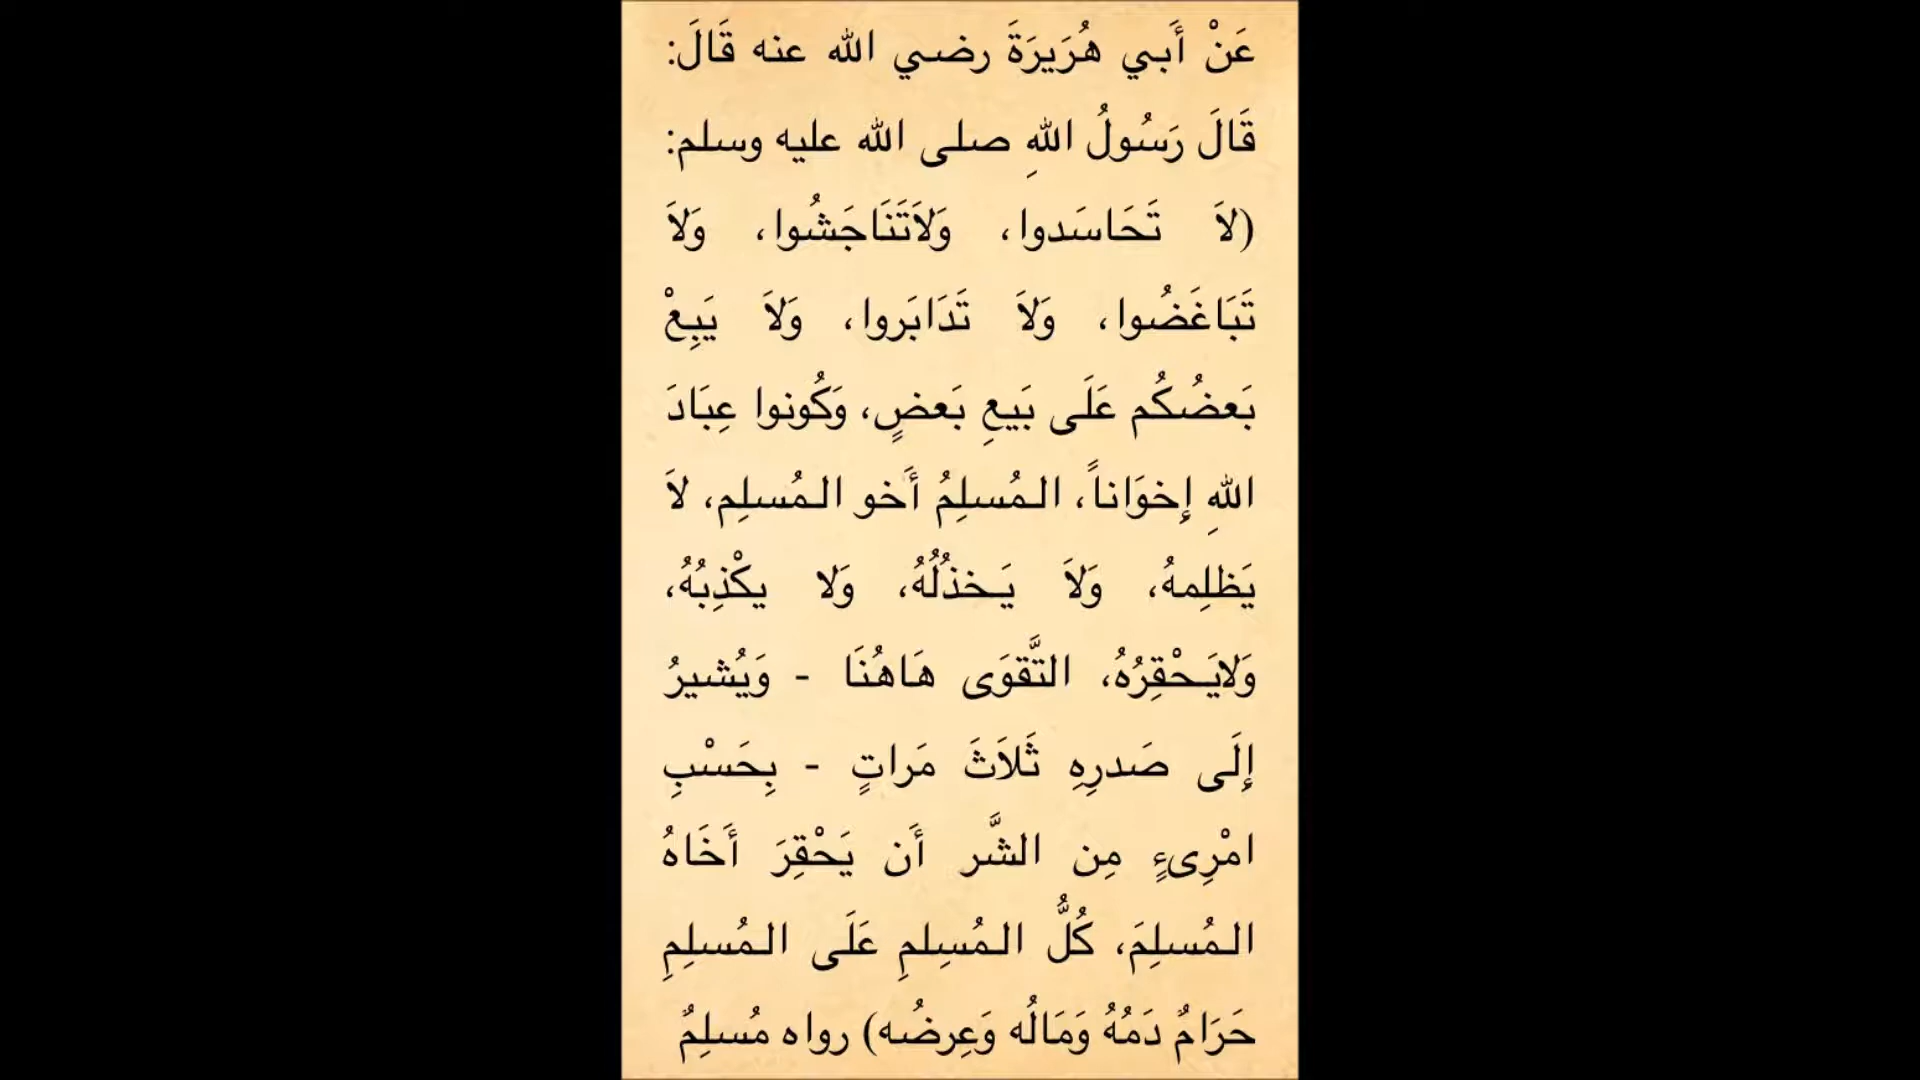 عَنْ أَبي هُرَيرَةَ رضي الله عنه قَالَ:
قَالَ رَسُولُ اللهِ صلى الله عليه وسلم:
(لاَ تَحَاسَدوا، وَلاَتَنَاجَشُوا، وَلاَ
تَبَاغَضُوا، وَلاَ تَدَابَروا، وَلاَ يَبِعْ
بَعضُكُم عَلَى بَيعِ بَعضٍ، وَكُونوا عِبَادَ
اللهِ إِخوَاناً، المُسلِمُ أَخو المُسلِم، لاَ
يَظلِمهُ، وَلاَ يَخذُلُهُ، وَلا يكْذِبُهُ،
وَلايَحْقِرُهُ، التَّقوَى هَاهُنَا - وَيُشيرُ
إِلَى صَدرِهِ ثَلاَثَ مَراتٍ - بِحَسْبِ
امْرِىءٍ مِن الشَّر أَن يَحْقِرَ أَخَاهُ
المُسلِمَ، كُلُّ المُسِلمِ عَلَى المُسلِمِ
حَرَامٌ دَمُهُ وَمَالُه وَعِرضُه) رواه مُسلِمٌ